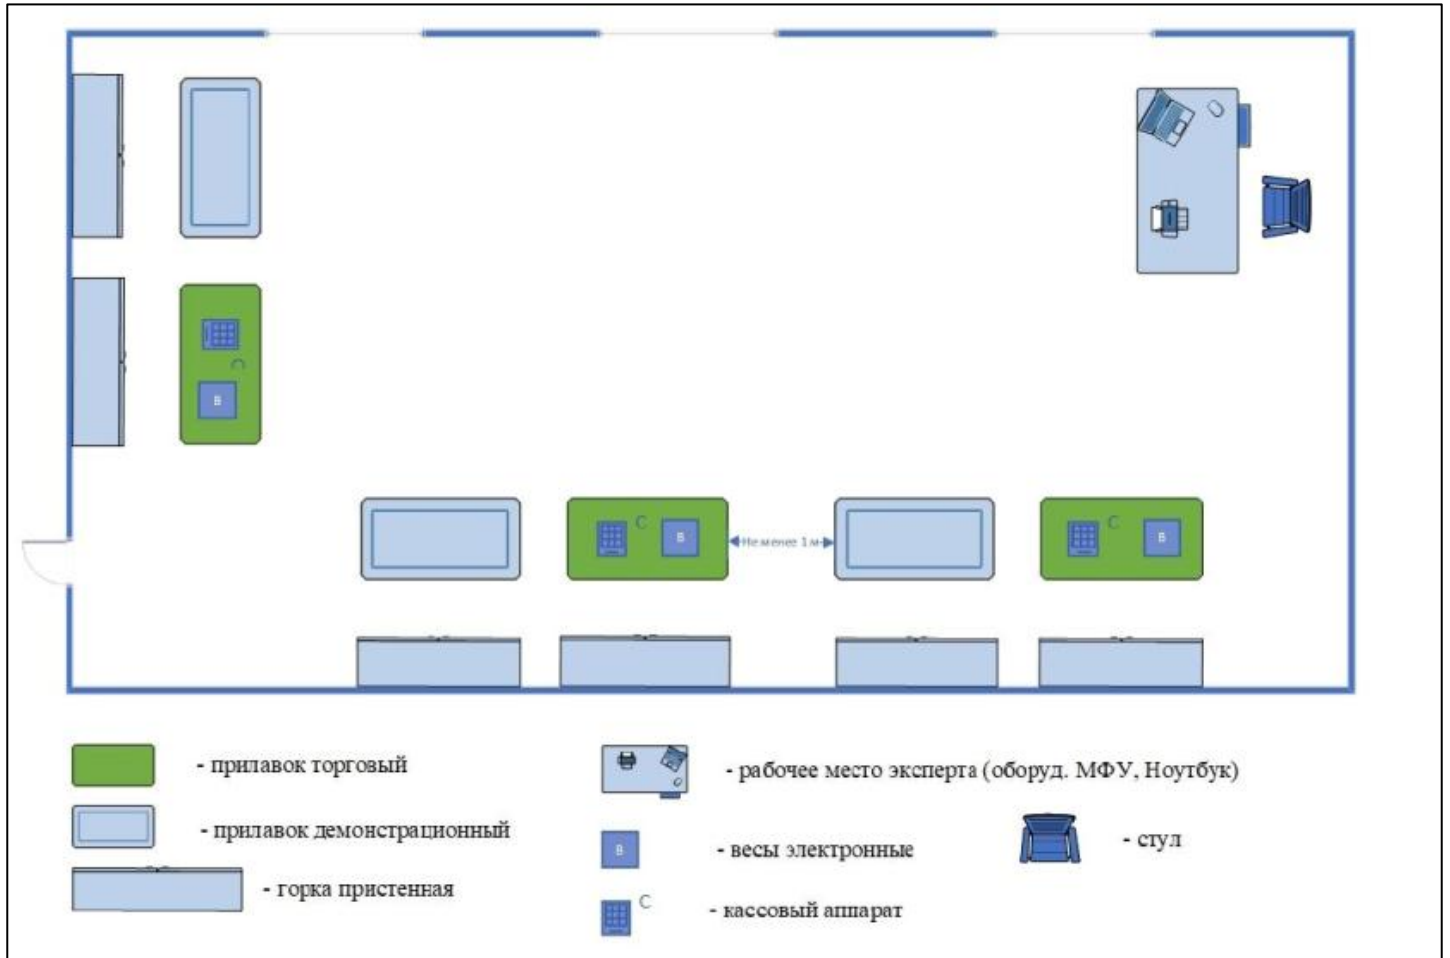 В
С
В
Не менее 1 м
С
В
- прилавок торговый
- прилавок демонстрационный
- горка пристенная
- рабочее место эксперта (оборуд. МФУ, Ноутбук)
В
- весы электронные
- стул
С
- кассовый аппарат